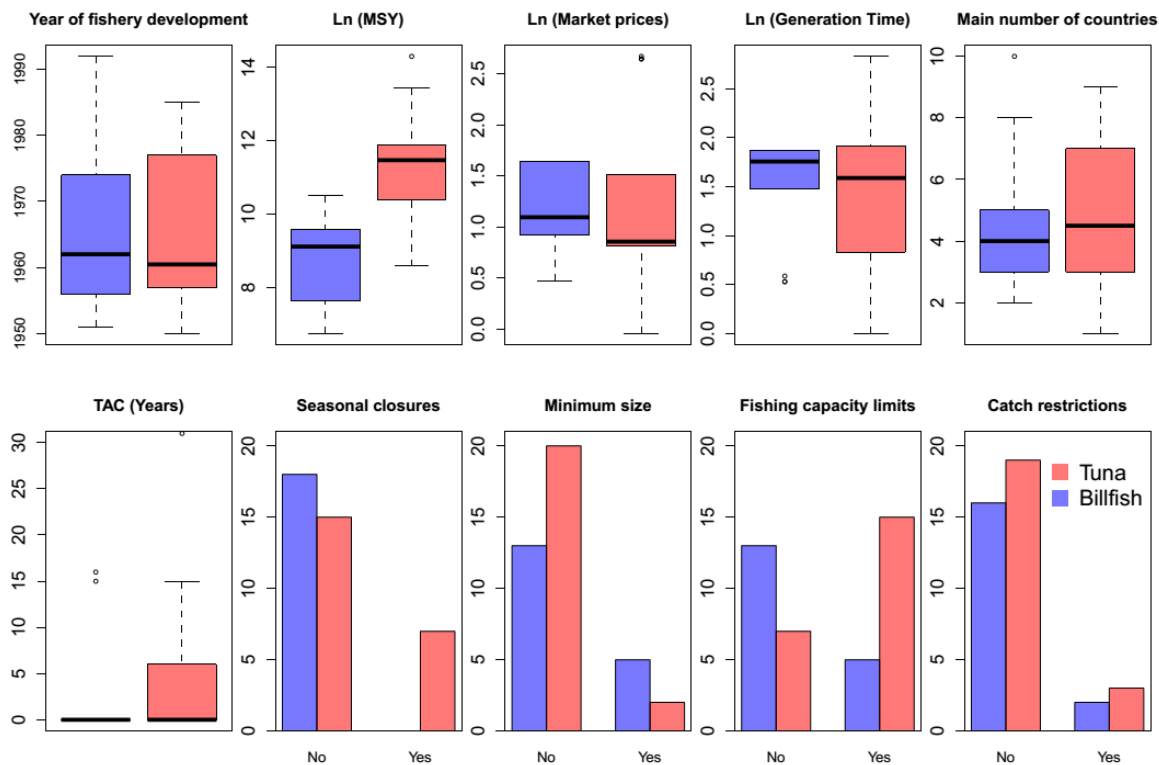 Year of fishery development
Ln (MSY)
Ln (Market prices)
Ln (Generation Time)
Main number of countries
1950 1960 1970 1980 1990
8 10 12 14
0.0 0.5 1.0 1.5 2.0 2.5
0.0 0.5 1.0 1.5 2.0 2.5
2 4 6 8 10
TAC (Years)
Seasonal closures
Minimum size
Fishing capacity limits
Catch restrictions
0 5 10 15 20 25 30
0 5 10 15 20
0 5 10 15 20
0 5 10 15 20
0 5 10 15 20
Tuna
Billfish
No Yes
No Yes
No Yes
No Yes